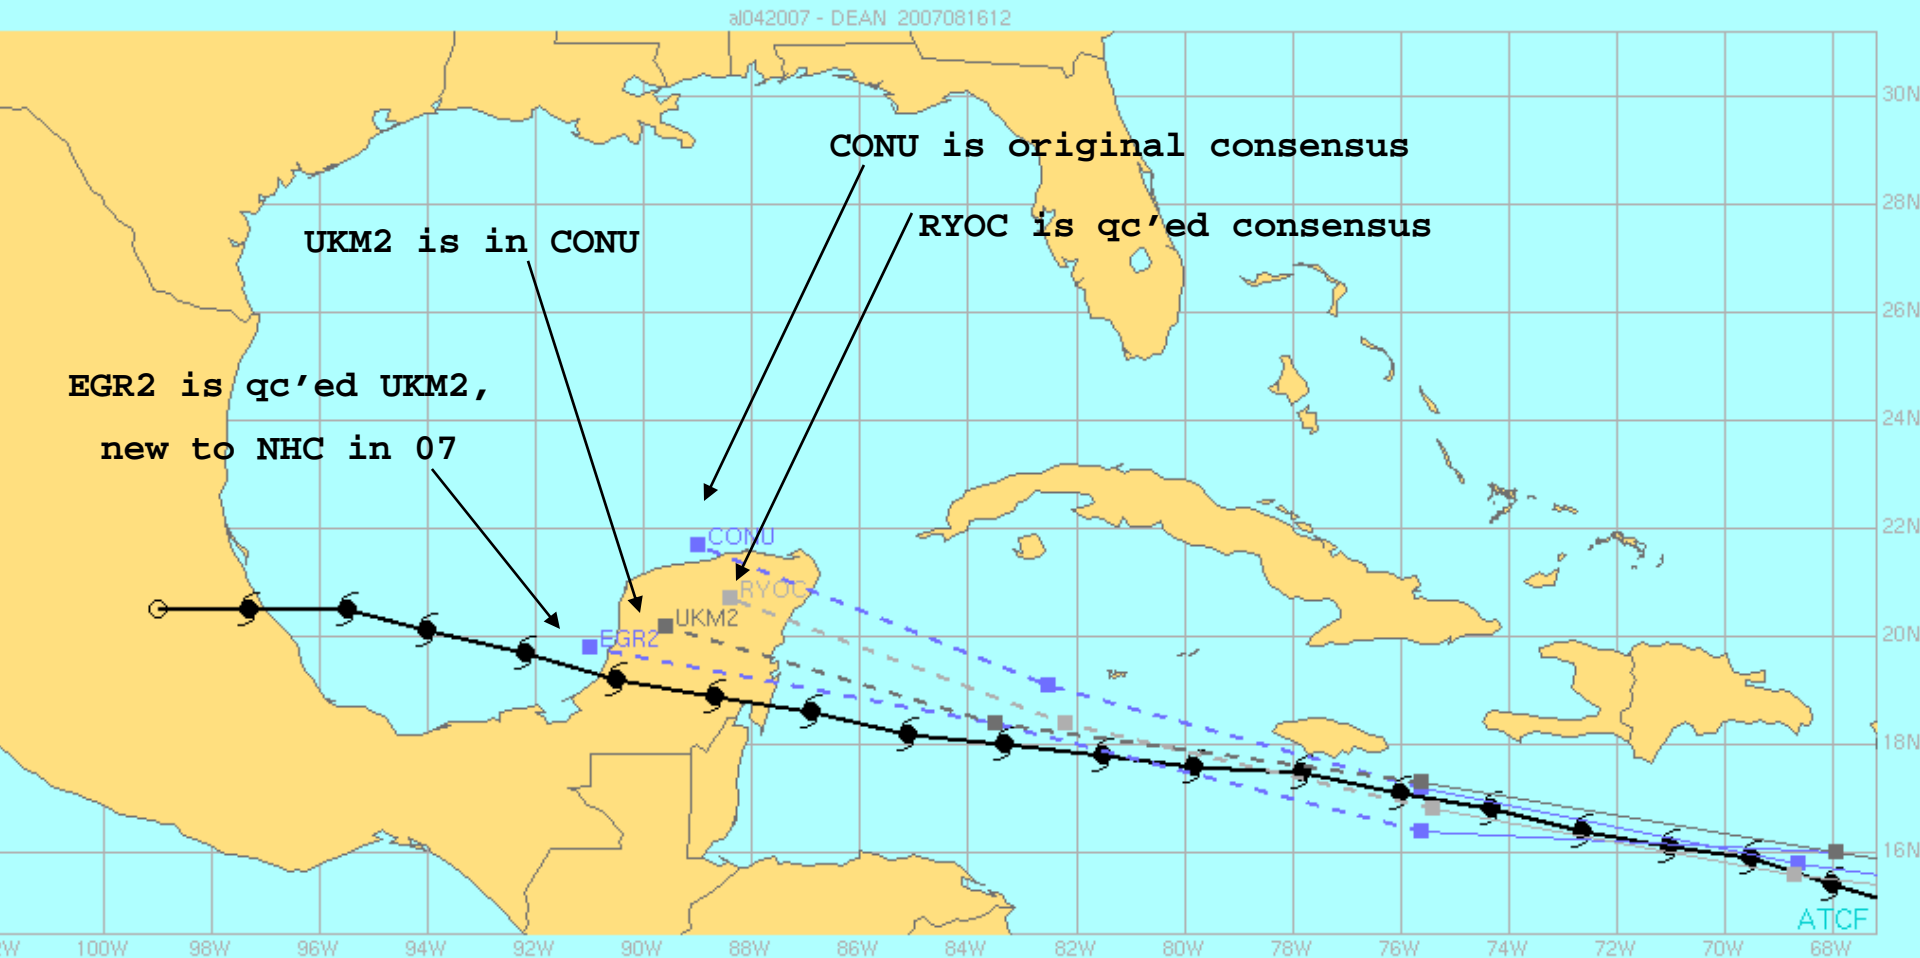 al042007 - DEAN 2007081612
30N
CONU is original consensus
28N
RYOC is qc’ed consensus
UKM2 is in CONU
26N
EGR2 is qc’ed UKM2,
24N
new to NHC in 07
22N
CONU
RYOC
UKM2
EGR2
20N
18N
16N
ATCF
100W 98W 96W 94W 92W 90W 88W 86W 84W 82W 80W 78W 76W 74W 72W 70W 68W